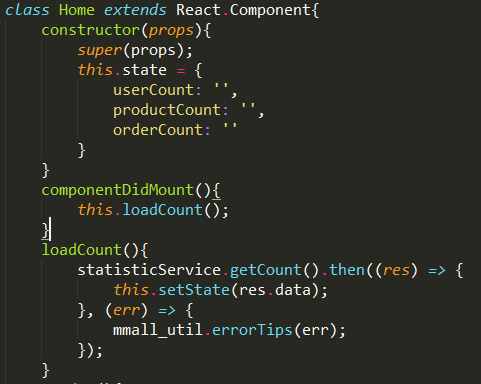 class Home extends React.Component{
    constructor(props){
        super(props);
        this.state = {
            userCount: '',
            productCount: '',
            orderCount: ''
        }
    }
    componentDidMount(){
        this.loadCount();
    }
    loadCount(){
        statisticService.getCount().then((res) => {
            this.setState(res.data);
        }, (err) => {
            mmall_util.errorTips(err);
        });
    }